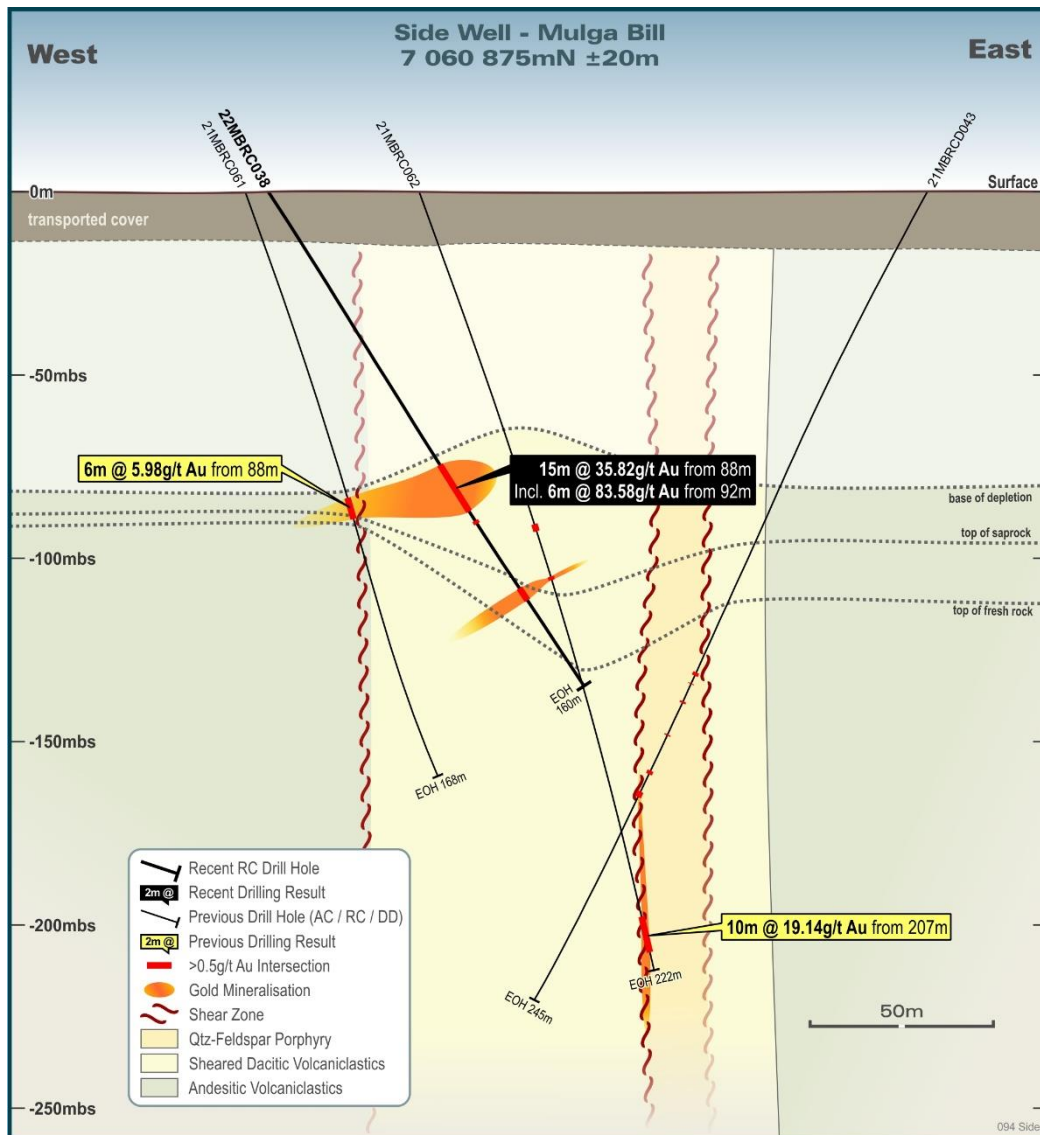 Side Well - Mulga Bill
7 060 875mN ±20m
West
East
21MBRC061
22MBRC038
21MBRC062
21MBRCD043
0m
Surface
transported cover
-50mbs
6m @ 5.98g/t Au from 88m
15m @ 35.82g/t Au from 88m
Incl. 6m @ 83.58g/t Au from 92m
base of depletion
top of saprock
-100mbs
top of fresh rock
EOH
160m
-150mbs
EOH 168m
-200mbs
10m @ 19.14g/t Au from 207m
EOH 222m
EOH 245m
50m
-250mbs
Recent RC Drill Hole
2m @ Recent Drilling Result
Previous Drill Hole (AC / RC / DD)
2m @ Previous Drilling Result
>0.5g/t Au Intersection
Gold Mineralisation
Shear Zone
Qtz-Feldspar Porphyry
Sheared Dacitic Volcaniclastics
Andesitic Volcaniclastics
094 Side